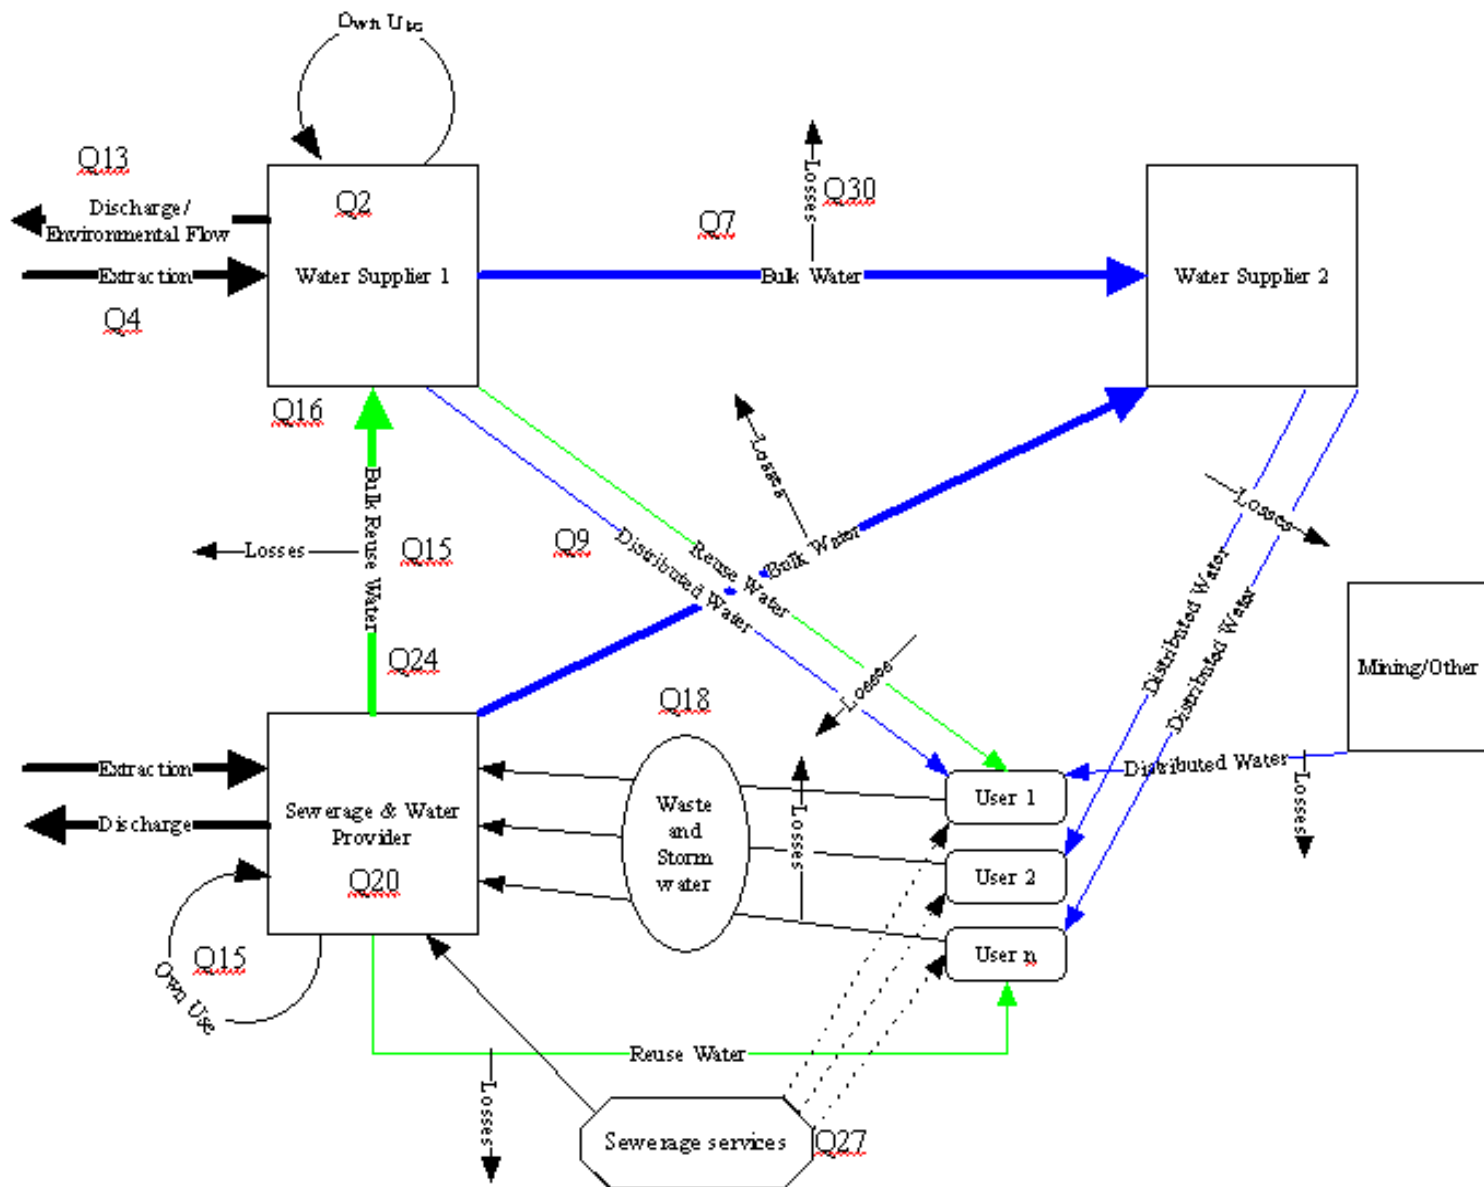 Own Use
Q13
Discharge/
Environmental Flow
Extraction
Q4
Q2
Water Supplier 1
Q7
Losses
Q30
Bulk Water
Water Supplier 2
Q16
Bulk Reuse Water
Losses
Q15
Q24
Q9
Distributed Water
Reuse Water
Losses
Bulk Water
Losses
Distributed Water
Distributed Water
Mining/Other
Losses
Distributed Water
Losses
Q18
Extraction
Discharge
Sewerage & Water
Provider
Q20
Waste
and
Storm
water
Losses
User 1
User 2
User n
Q15
Own Use
Reuse Water
Losses
Sewerage services
Q27